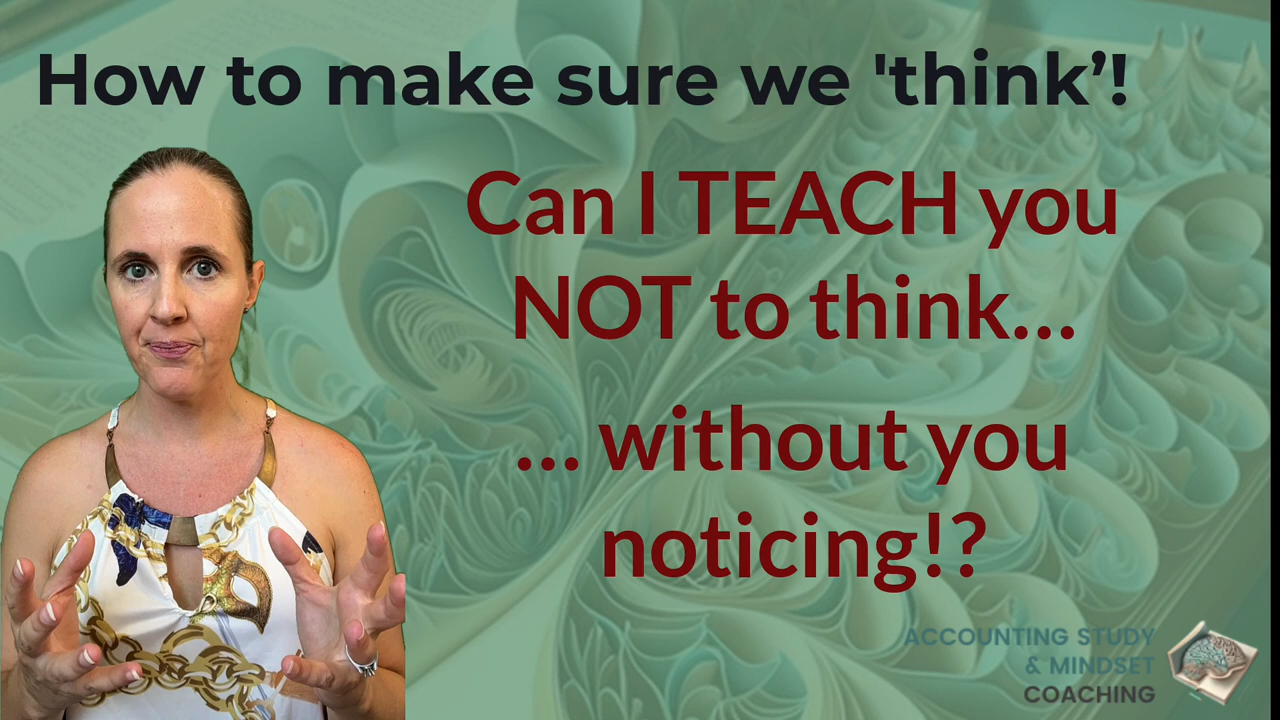 How to make sure we 'think’!
Can I TEACH you
NOT to think...
... without you
noticing!?
ACCOUNTING STUDY
& MINDSET
COACHING